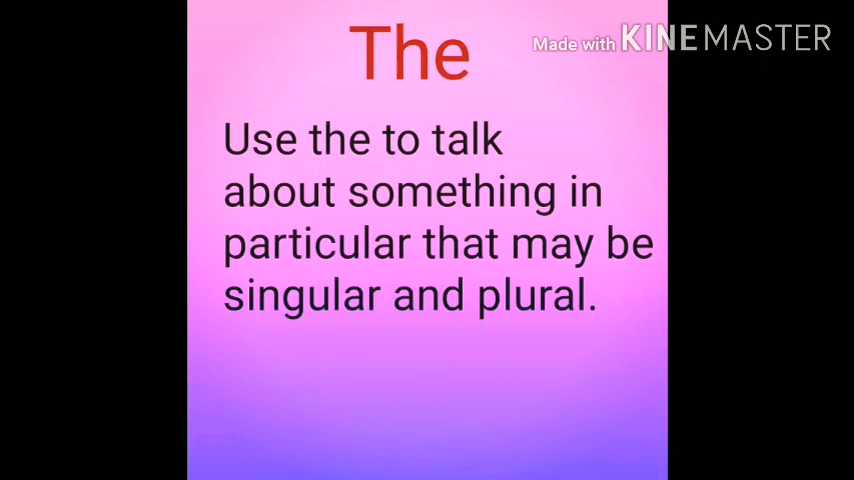 The
Made with KINEMASTER
Use the to talk
about something in
particular that may be
singular and plural.